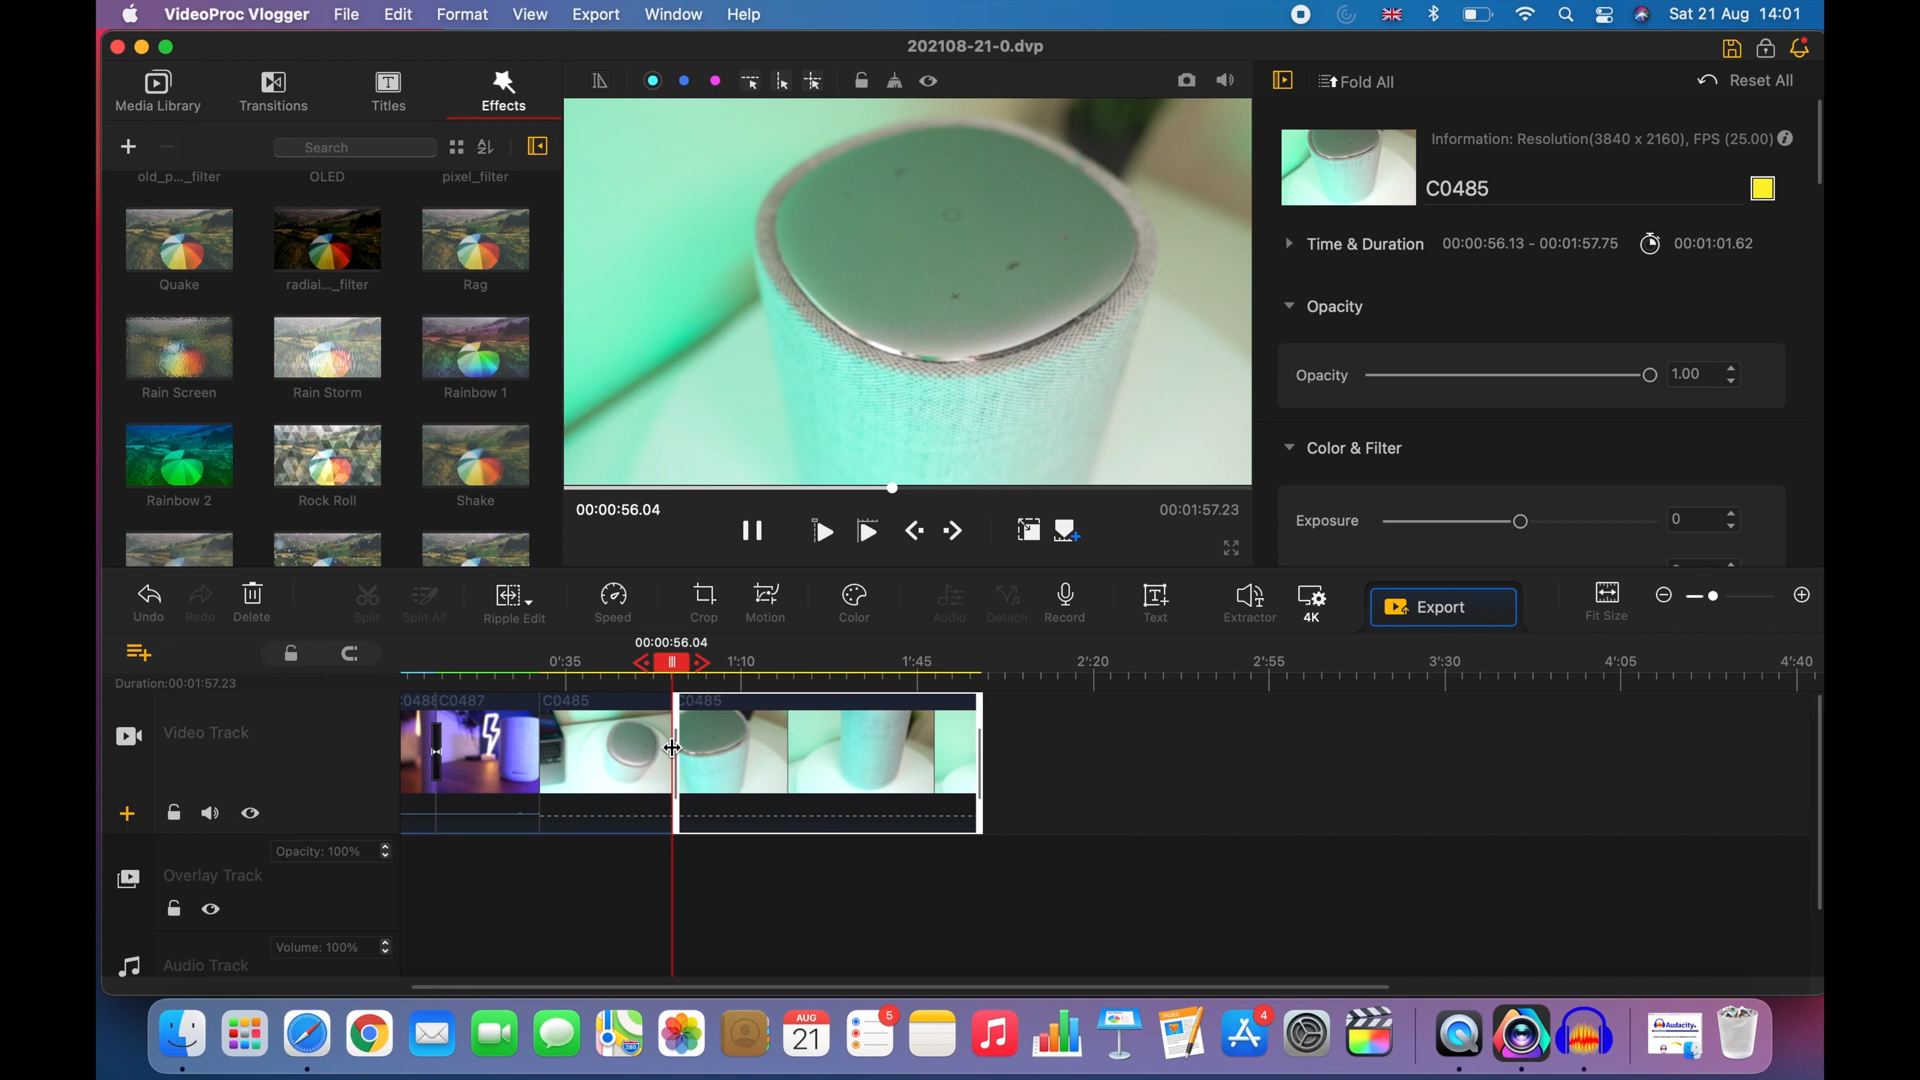 VideoProc Vlogger File Edit Format View Export Window Help Sat 21 Aug 14:01
202108-21-0.dvp
Media Library Transitions Titles Effects
Fold All Reset All
Search
Information: Resolution(3840 x 2160), FPS (25.00)
C0485
old_p..._filter OLED pixel_filter
Time & Duration 00:00:56.13 - 00:01:57.75 00:01:01.62
Quake radial..._filter Rag
Opacity
Opacity 1.00
Rain Screen Rain Storm Rainbow 1
Color & Filter
Rainbow 2 Rock Roll Shake
00:00:56.04 00:01:57.23
Exposure 0
Undo Redo Delete Split Split All Ripple Edit Speed Crop Motion Color Audio Detach Record Text Extractor 4K Export Fit Size
00:00:56.04
0':35 1':10 1':45 2':20 2':55 3':30 4':05 4':40
Duration:00:01:57.23
C0487 C0485 C0485
Video Track
Opacity: 100%
Overlay Track
Volume: 100%
Audio Track
AUG
21
5
4
Audacity